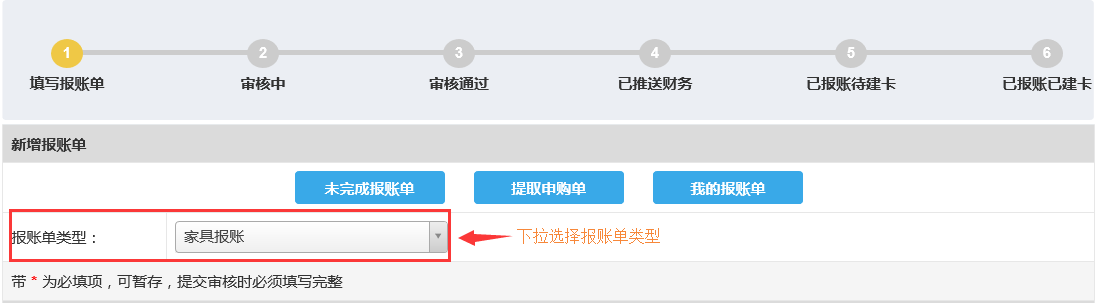 1 2 3 4 5 6
填写报账单 审核中 审核通过 已推送财务 已报账待建卡 已报账已建卡
新增报账单
未完成报账单 提取申购单 我的报账单
报账单类型： 家具报账 下拉选择报账单类型
带 * 为必填项，可暂存，提交审核时必须填写完整